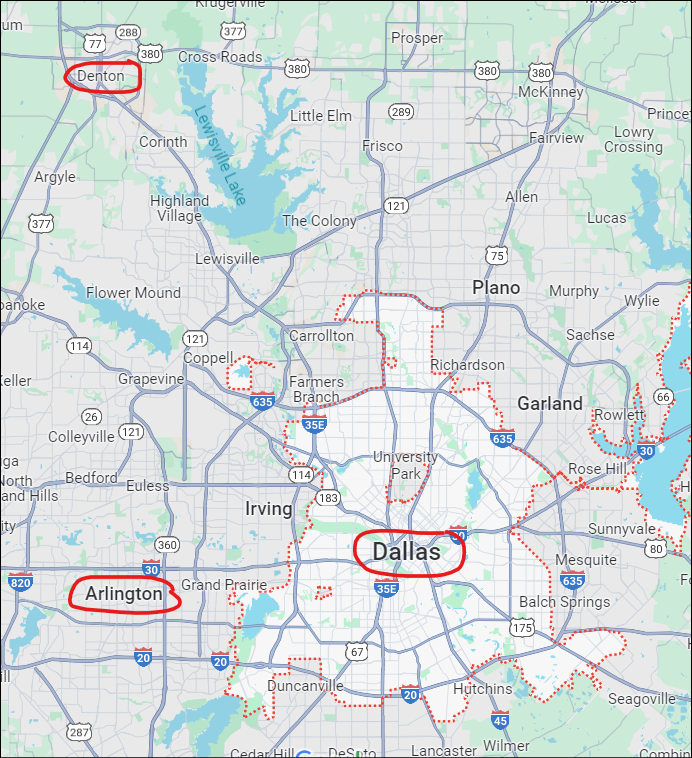 Krugerville
288
377
77
380
Prosper
Cross Roads
380
380
380
Denton
McKinney
Little Elm
289
Princet
Corinth
Frisco
Fairview
Lowry
Crossing
Lewisville Lake
Argyle
Allen
Highland
Village
121
377
The Colony
Lucas
75
Lewisville
Plano
Murphy
Flower Mound
Wylie
anoke
Carrollton
Sachse
121
114
Coppell
Richardson
Keller
Grapevine
Farmers
Branch
66
635
Garland
26
35E
Rowlett
121
635
Colleyville
30
University
Park
Rose Hill
Bedford
114
North
land Hills
Euless
183
Irving
Sunnyvale
360
Dallas
80
30
Mesquite
820
Grand Prairie
635
35E
Arlington
Balch Springs
175
67
20
20
Duncanville
20
Hutchins
Seagoville
45
287
Wilmer
Cedar Hill
DeSoto
Lancaster
Combin